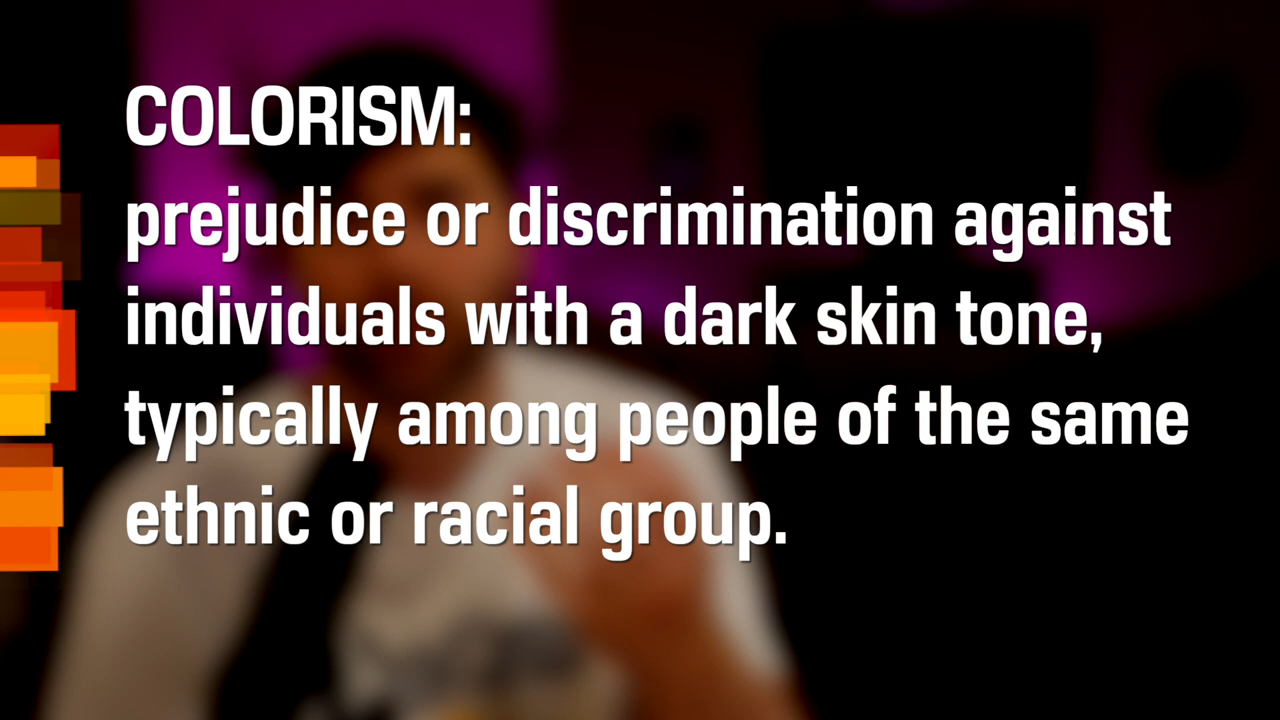 COLORISM:
prejudice or discrimination against
individuals with a dark skin tone,
typically among people of the same
ethnic or racial group.